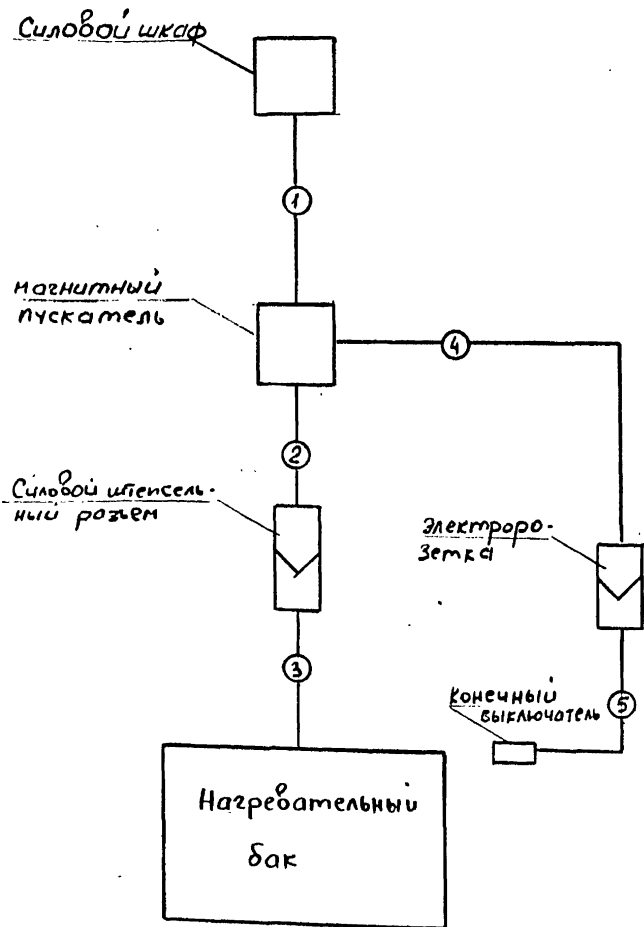 Силовой шкаф
1
магнитный
пускатель
4
2
Силовой штепсель-
ный разъем
Электроро-
зетка
3
Конечный
выключатель
5
Нагревательный
бак